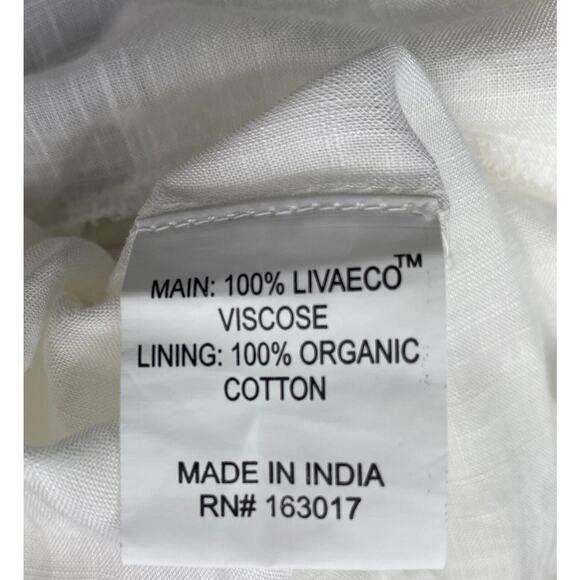 MAIN: 100% LIVAECO™
VISCOSE
LINING: 100% ORGANIC
COTTON
MADE IN INDIA
RN# 163017